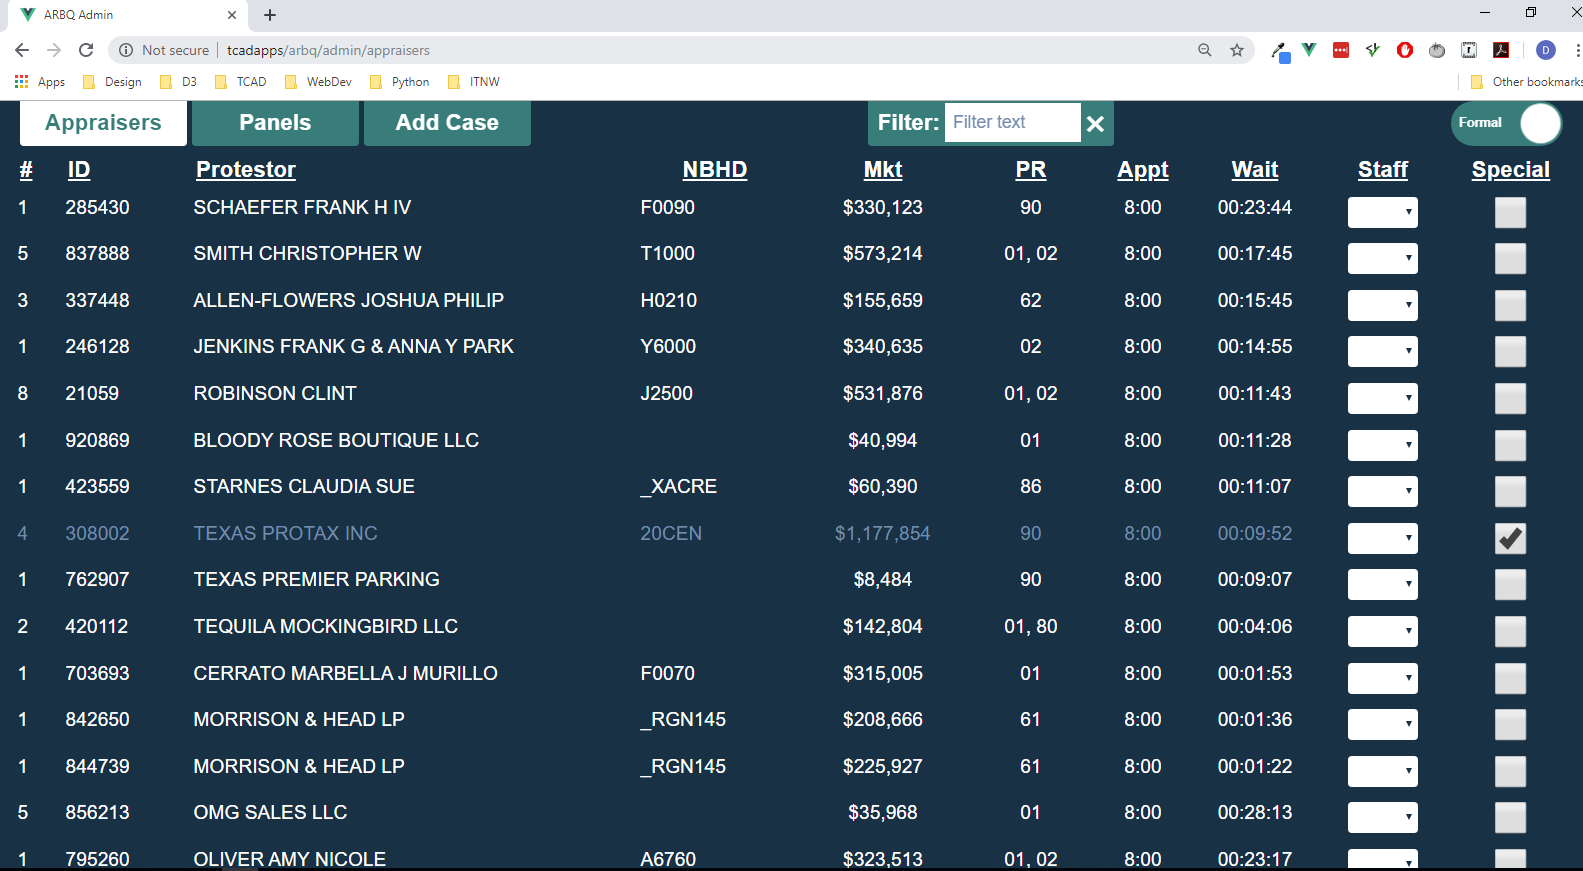 ARBQ Admin
Not secure tcadapps/arbq/admin/appraisers
Apps Design D3 TCAD WebDev Python ITNW Other bookmarks
Appraisers Panels Add Case Filter: Filter text Formal
# ID Protestor NBHD Mkt PR Appt Wait Staff Special
1 285430 SCHAEFER FRANK H IV F0090 $330,123 90 8:00 00:23:44
5 837888 SMITH CHRISTOPHER W T1000 $573,214 01, 02 8:00 00:17:45
3 337448 ALLEN-FLOWERS JOSHUA PHILIP H0210 $155,659 62 8:00 00:15:45
1 246128 JENKINS FRANK G & ANNA Y PARK Y6000 $340,635 02 8:00 00:14:55
8 21059 ROBINSON CLINT J2500 $531,876 01, 02 8:00 00:11:43
1 920869 BLOODY ROSE BOUTIQUE LLC $40,994 01 8:00 00:11:28
1 423559 STARNES CLAUDIA SUE _XACRE $60,390 86 8:00 00:11:07
4 308002 TEXAS PROTAX INC 20CEN $1,177,854 90 8:00 00:09:52
1 762907 TEXAS PREMIER PARKING $8,484 90 8:00 00:09:07
2 420112 TEQUILA MOCKINGBIRD LLC $142,804 01, 80 8:00 00:04:06
1 703693 CERRATO MARBELLA J MURILLO F0070 $315,005 01 8:00 00:01:53
1 842650 MORRISON & HEAD LP _RGN145 $208,666 61 8:00 00:01:36
1 844739 MORRISON & HEAD LP _RGN145 $225,927 61 8:00 00:01:22
5 856213 OMG SALES LLC $35,968 01 8:00 00:28:13
1 795260 OLIVER AMY NICOLE A6760 $323,513 01, 02 8:00 00:23:17